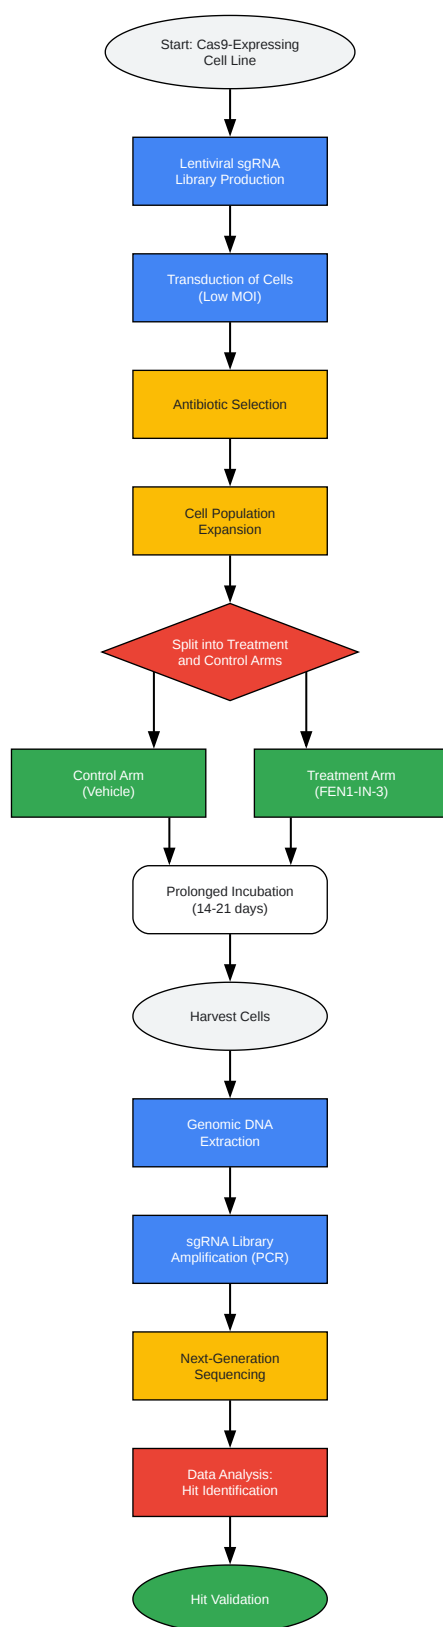 Start: Cas9-Expressing
Cell Line
Lentiviral sgRNA
Library Production
Transduction of Cells
(Low MOI)
Antibiotic Selection
Cell Population
Expansion
Split into Treatment
and Control Arms
Control Arm
(Vehicle)
Treatment Arm
(FEN1-IN-3)
Prolonged Incubation
(14-21 days)
Harvest Cells
Genomic DNA
Extraction
sgRNA Library
Amplification (PCR)
Next-Generation
Sequencing
Data Analysis:
Hit Identification
Hit Validation